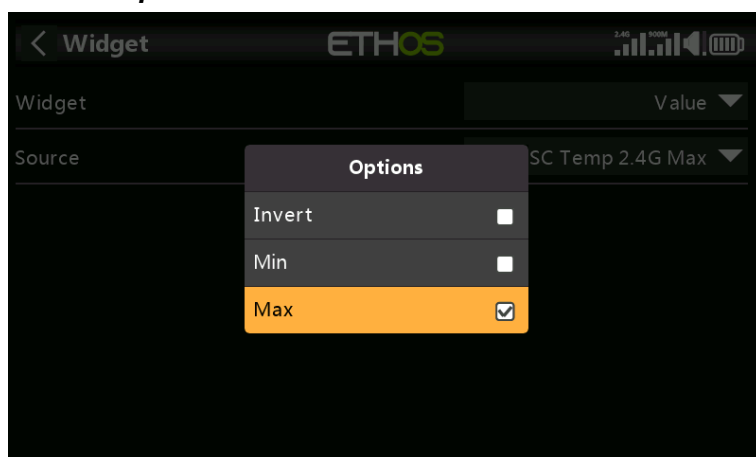 Widget
ETHOS
2.4G 900M
Widget
Value
Source
SC Temp 2.4G Max
Options
Invert
Min
Max